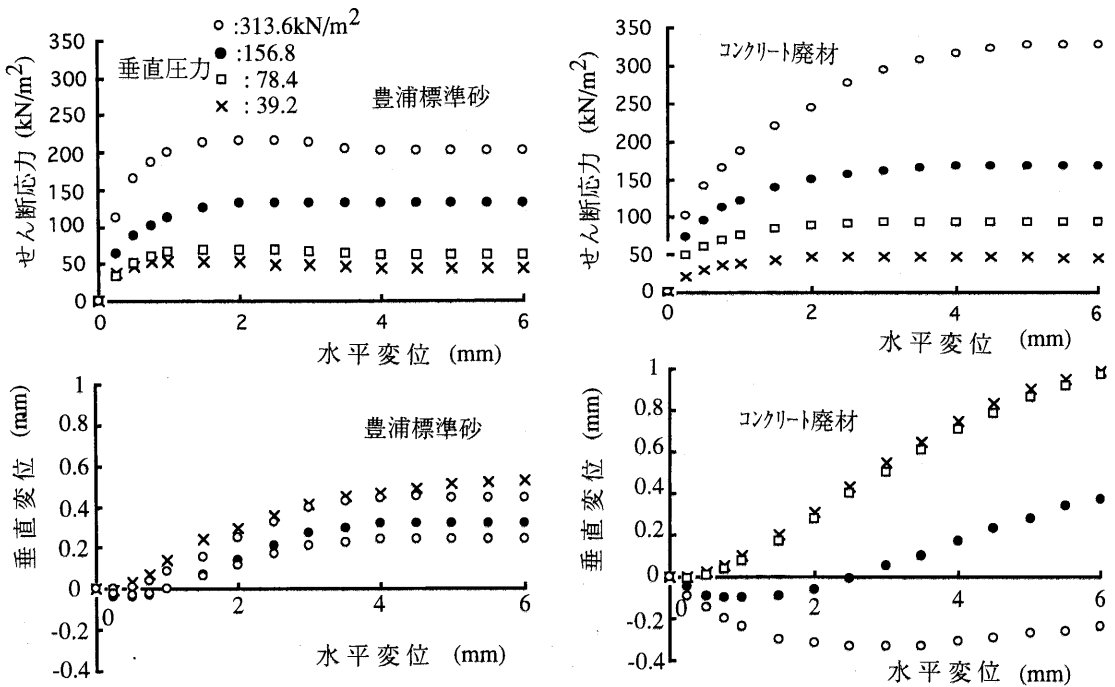 ○:313.6kN/m²
●:156.8
□ : 78.4
× : 39.2
垂直圧力
豊浦標準砂
せん断応力 (kN/m²)
350
300
250
200
150
100
50
0
0 2 4 6
水平変位 (mm)
コンクリート廃材
せん断応力 (kN/m²)
350
300
250
200
150
100
50
0
0 2 4 6
水平変位 (mm)
豊浦標準砂
垂直変位 (mm)
1
0.8
0.6
0.4
0.2
0
-0.2
-0.4
0 2 4 6
水平変位 (mm)
コンクリート廃材
垂直変位 (mm)
1
0.8
0.6
0.4
0.2
0
-0.2
-0.4
0 2 4 6
水平変位 (mm)